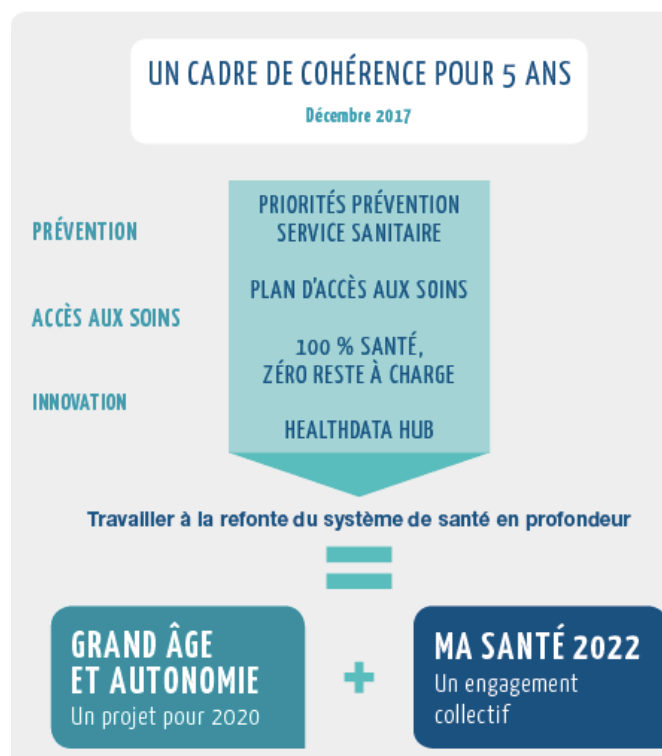 UN CADRE DE COHÉRENCE POUR 5 ANS
Décembre 2017
PRÉVENTION
PRIORITÉS PRÉVENTION
SERVICE SANITAIRE
PLAN D'ACCÈS AUX SOINS
ACCÈS AUX SOINS
100 % SANTÉ,
ZÉRO RESTE À CHARGE
INNOVATION
HEALTHDATA HUB
Travailler à la refonte du système de santé en profondeur
=
GRAND ÂGE
ET AUTONOMIE
Un projet pour 2020
+
MA SANTÉ 2022
Un engagement
collectif